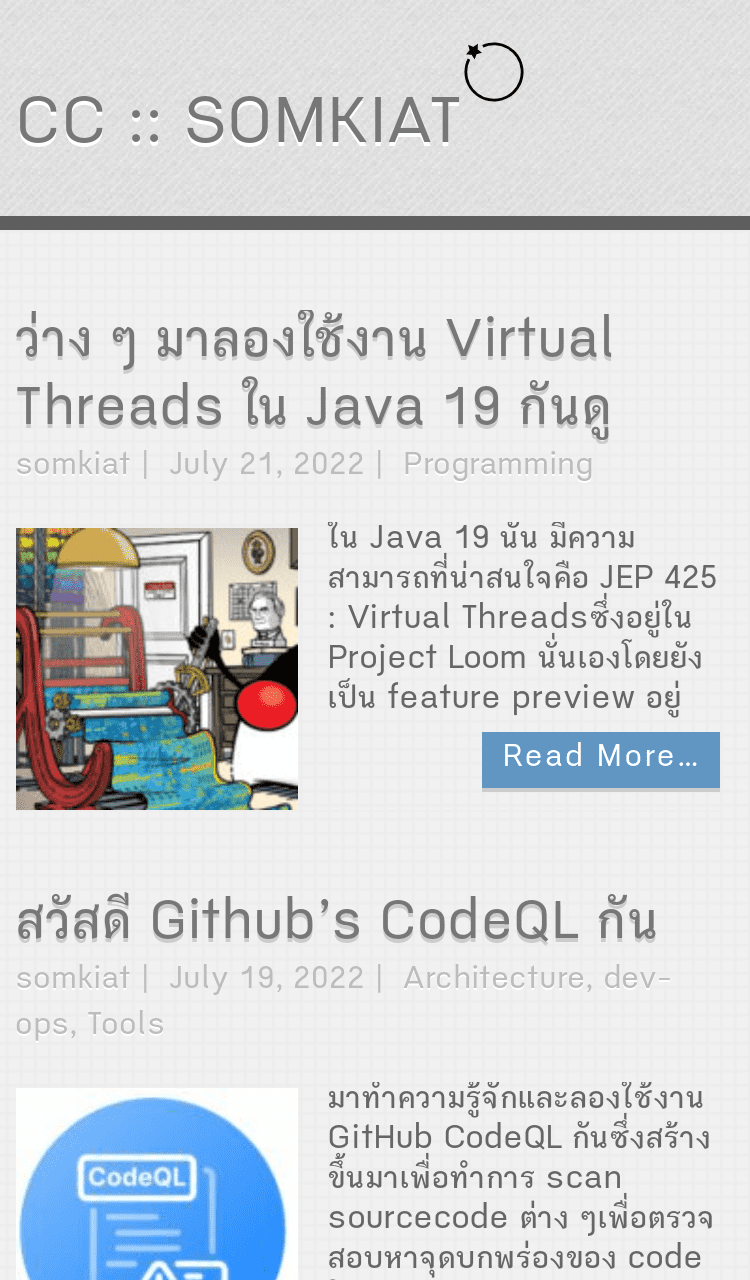 CC :: SOMKIAT
ว่าง ๆ มาลองใช้งาน Virtual
Threads ใน Java 19 กันดู
somkiat | July 21, 2022 | Programming
ใน Java 19 นั้น มีความ
สามารถที่น่าสนใจคือ JEP 425
: Virtual Threadsซึ่งอยู่ใน
Project Loom นั่นเองโดยยัง
เป็น feature preview อยู่
Read More…
สวัสดี Github’s CodeQL กัน
somkiat | July 19, 2022 | Architecture, dev-
ops, Tools
CodeQL
มาทำความรู้จักและลองใช้งาน
GitHub CodeQL กันซึ่งสร้าง
ขึ้นมาเพื่อทำการ scan
sourcecode ต่าง ๆเพื่อตรวจ
สอบหาจุดบกพร่องของ code